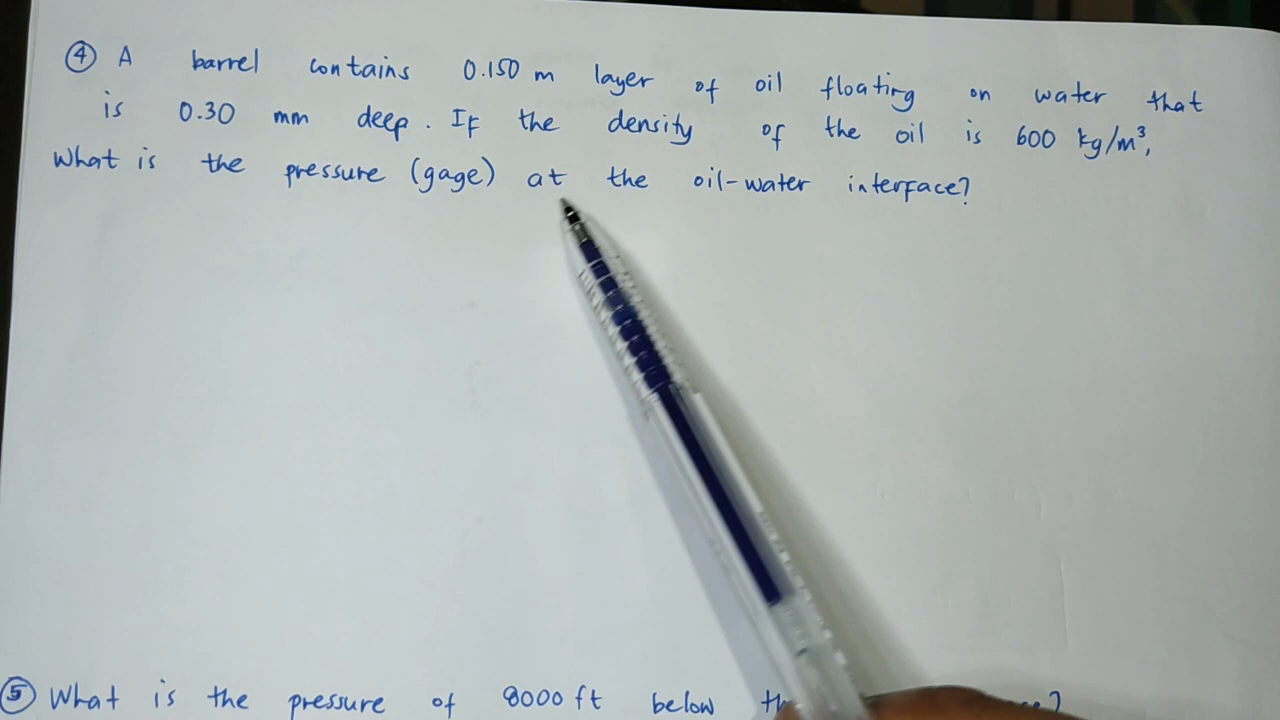 ④ A barrel contains 0.150 m layer of oil floating on water that
is 0.30 mm deep. If the density of the oil is 600 kg/m³,
What is the pressure (gage) at the oil-water interface?
⑤ What is the pressure of 8000 ft below